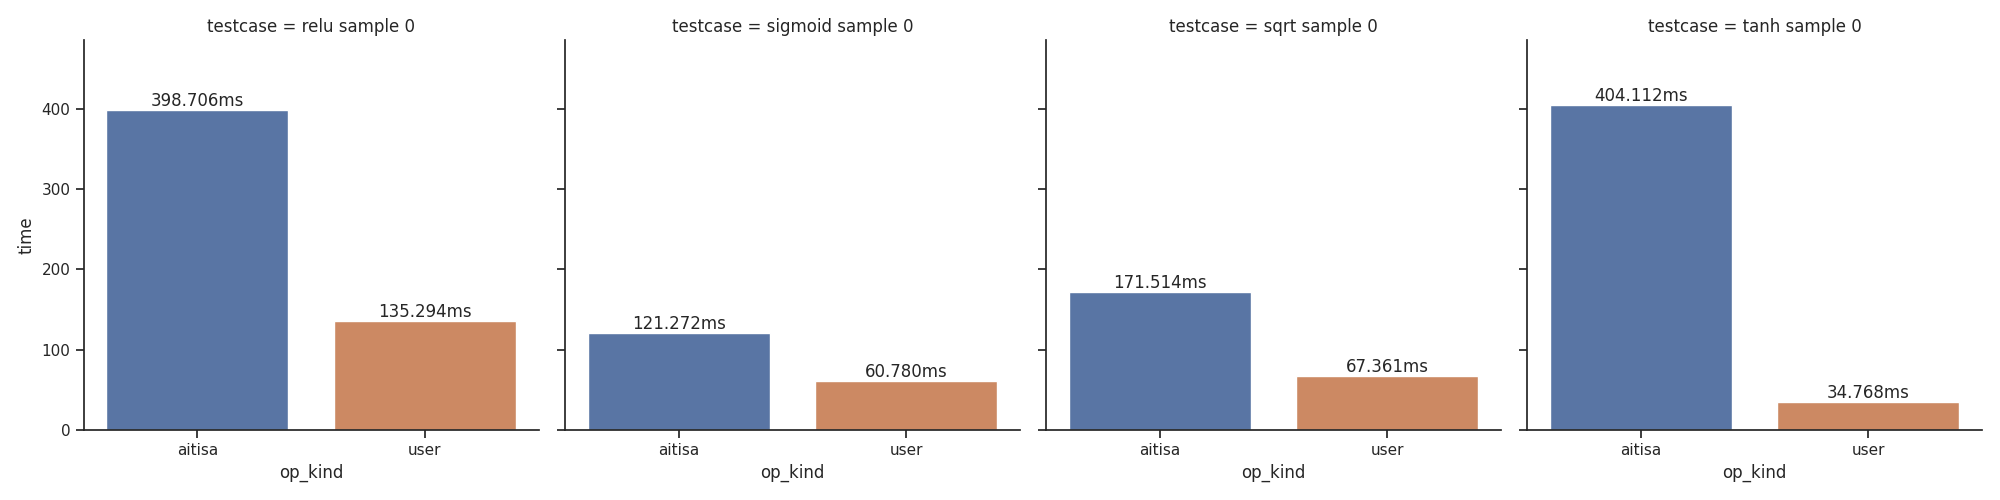 testcase = relu sample 0
testcase = sigmoid sample 0
testcase = sqrt sample 0
testcase = tanh sample 0
time
400
300
200
100
0
398.706ms
135.294ms
121.272ms
60.780ms
171.514ms
67.361ms
404.112ms
34.768ms
aitisa
user
aitisa
user
aitisa
user
aitisa
user
op_kind
op_kind
op_kind
op_kind